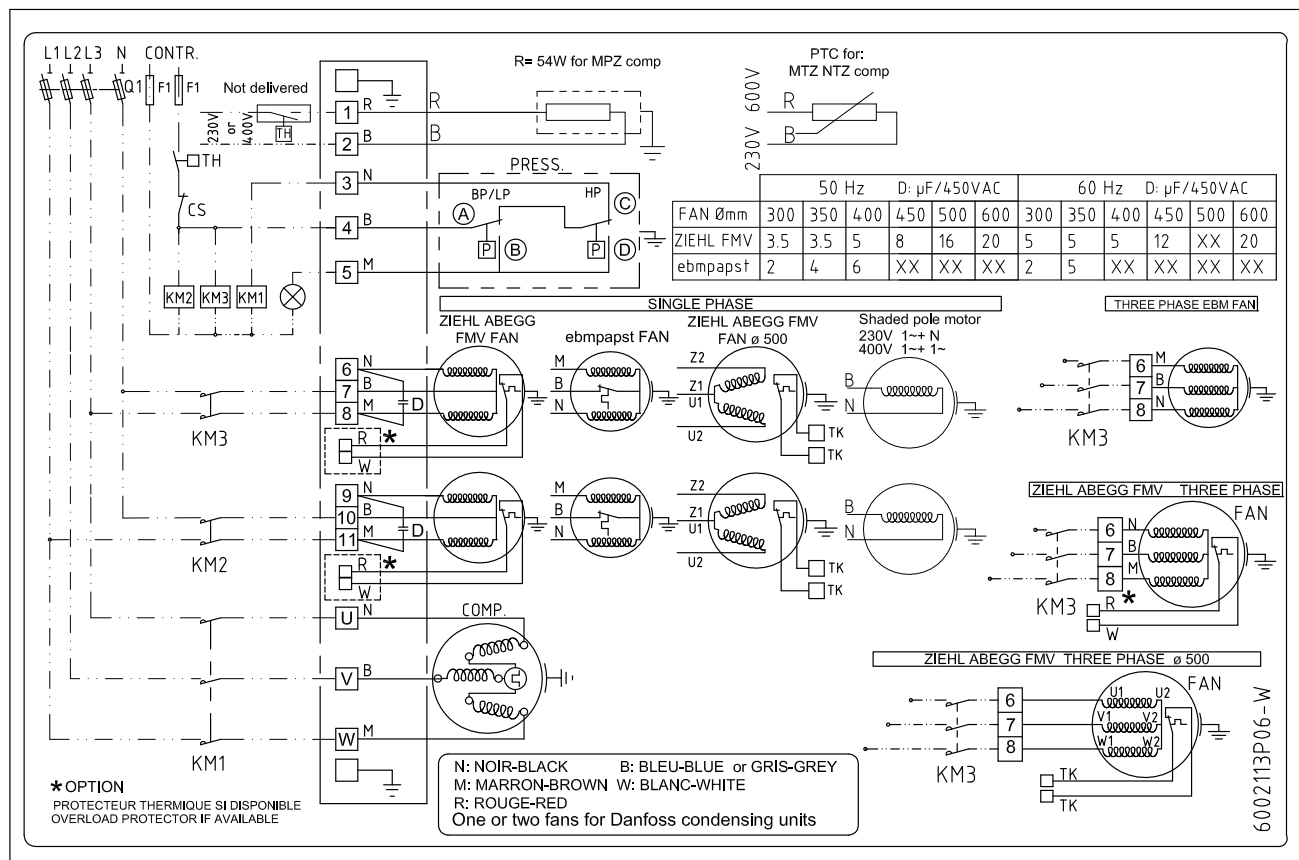 L1 L2 L3 N CONTR.
Q1 F1 F1
Not delivered
230V or 400V
TH
1 R
2 B
R
B
R= 54W for MPZ comp
PTC for:
MTZ NTZ comp
230V 600V
R
B
TH
CS
3 N
4 B
5 M
PRESS.
BP/LP HP
A C
P B P D
KM2 KM3 KM1
50 Hz D: µF/450VAC 60 Hz D: µF/450VAC
FAN Ømm 300 350 400 450 500 600 300 350 400 450 500 600
ZIEHL FMV 3.5 3.5 5 8 16 20 5 5 5 12 XX 20
ebmpapst 2 4 6 XX XX XX 2 5 XX XX XX XX
SINGLE PHASE
ZIEHL ABEGG
FMV FAN
ebmpapst FAN
ZIEHL ABEGG FMV
FAN ø 500
Shaded pole motor
230V 1~+ N
400V 1~+ 1~
THREE PHASE EBM FAN
6 N
7 B
8 M
D
R *
W
M
B
N
Z2
Z1
U1
U2
TK
TK
B
N
KM3
6 M
7 B
8 N
KM3
9 N
10 B
11 M
D
R *
W
M
B
N
Z2
Z1
U1
U2
TK
TK
B
N
KM2
ZIEHL ABEGG FMV THREE PHASE
FAN
6 N
7 B
8 M
KM3
R *
W
U N
V B
W M
COMP.
KM1
ZIEHL ABEGG FMV THREE PHASE ø 500
FAN
6 U1 U2
7 V1 V2
8 W1 W2
KM3
TK
TK
* OPTION
PROTECTEUR THERMIQUE SI DISPONIBLE
OVERLOAD PROTECTOR IF AVAILABLE
N: NOIR-BLACK B: BLEU-BLUE or GRIS-GREY
M: MARRON-BROWN W: BLANC-WHITE
R: ROUGE-RED
One or two fans for Danfoss condensing units
6002113P06-W